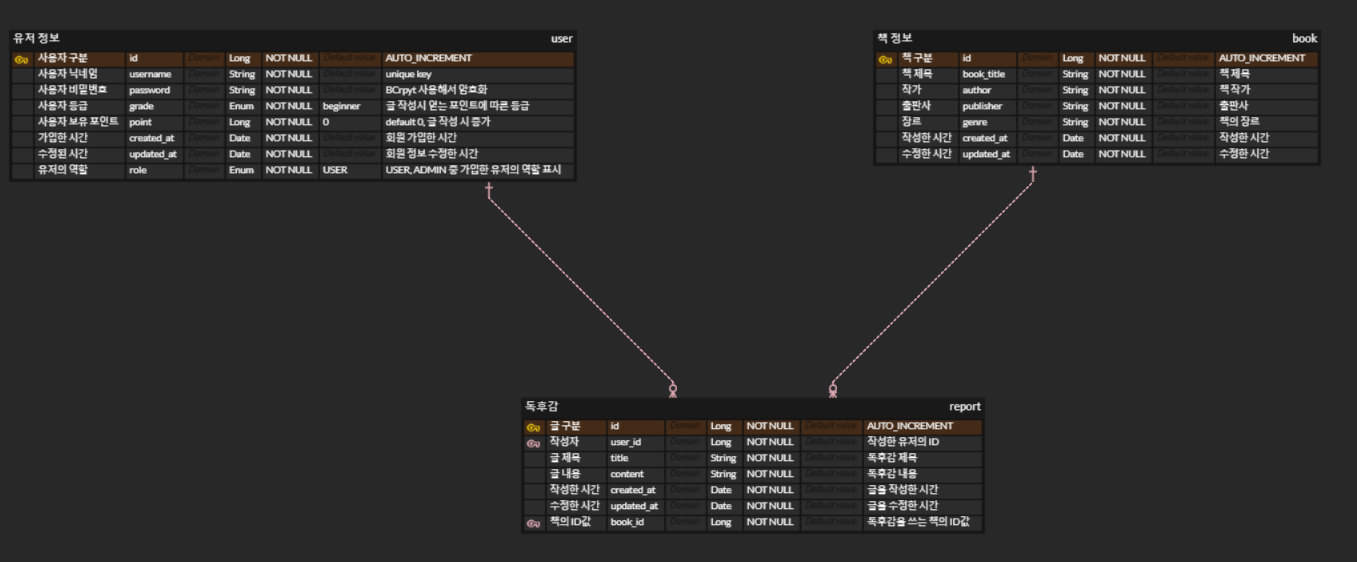 유저 정보 user
사용자 구분 id Domain Long NOT NULL Default value AUTO_INCREMENT
사용자 닉네임 username Domain String NOT NULL Default value unique key
사용자 비밀번호 password Domain String NOT NULL Default value BCrpyt 사용해서 암호화
사용자 등급 grade Domain Enum NOT NULL beginner 글 작성시 얻는 포인트에 따른 등급
사용자 보유 포인트 point Domain Long NOT NULL 0 default 0, 글 작성 시 증가
가입한 시간 created_at Domain Date NOT NULL Default value 회원 가입한 시간
수정된 시간 updated_at Domain Date NOT NULL Default value 회원 정보 수정한 시간
유저의 역할 role Domain Enum NOT NULL USER USER, ADMIN 중 가입한 유저의 역할 표시
책 정보 book
책 구분 id Domain Long NOT NULL Default value AUTO_INCREMENT
책 제목 book_title Domain String NOT NULL Default value 책 제목
작가 author Domain String NOT NULL Default value 책 작가
출판사 publisher Domain String NOT NULL Default value 출판사
장르 genre Domain String NOT NULL Default value 책의 장르
작성한 시간 created_at Domain Date NOT NULL Default value 작성한 시간
수정한 시간 updated_at Domain Date NOT NULL Default value 수정한 시간
독후감 report
글 구분 id Domain Long NOT NULL Default value AUTO_INCREMENT
작성자 user_id Domain Long NOT NULL Default value 작성한 유저의 ID
글 제목 title Domain String NOT NULL Default value 독후감 제목
글 내용 content Domain String NOT NULL Default value 독후감 내용
작성한 시간 created_at Domain Date NOT NULL Default value 글을 작성한 시간
수정한 시간 updated_at Domain Date NOT NULL Default value 글을 수정한 시간
책의 ID값 book_id Domain Long NOT NULL Default value 독후감을 쓰는 책의 ID값